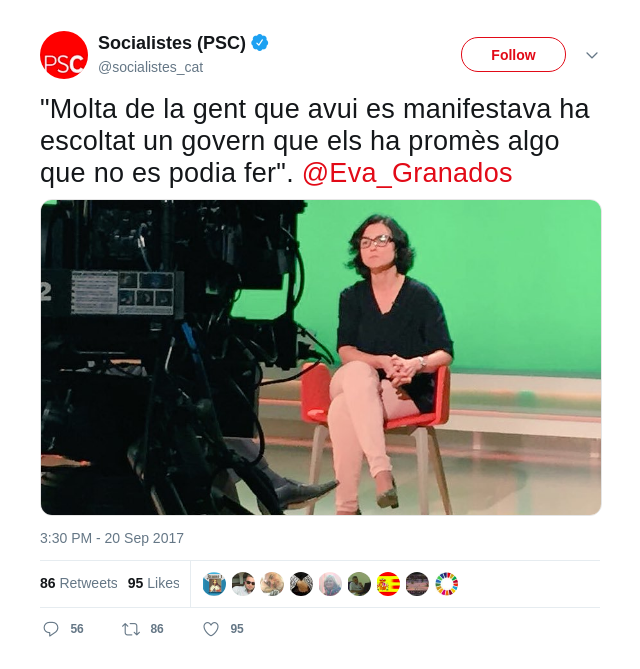 Socialistes (PSC)
@socialistes_cat
PSC
Follow
"Molta de la gent que avui es manifestava ha
escoltat un govern que els ha promès algo
que no es podia fer". @Eva_Granados
2
3:30 PM - 20 Sep 2017
86 Retweets 95 Likes
56 86 95